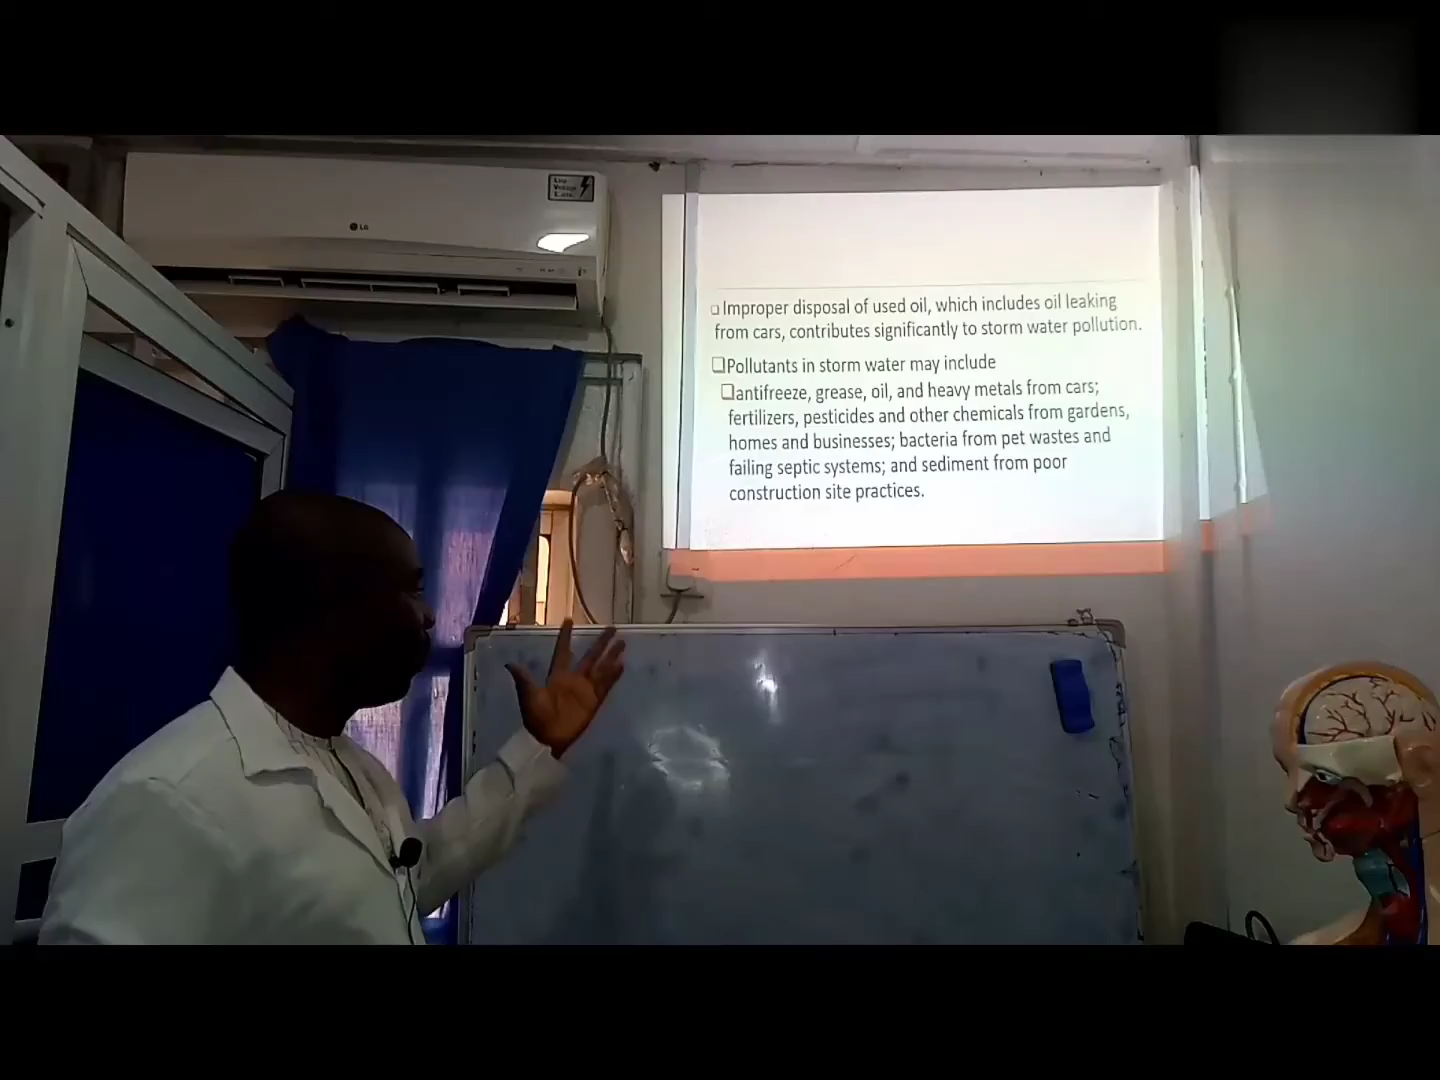 LG
Low
Voltage
❑ Improper disposal of used oil, which includes oil leaking
from cars, contributes significantly to storm water pollution.
❑Pollutants in storm water may include
❑antifreeze, grease, oil, and heavy metals from cars;
fertilizers, pesticides and other chemicals from gardens,
homes and businesses; bacteria from pet wastes and
failing septic systems; and sediment from poor
construction site practices.